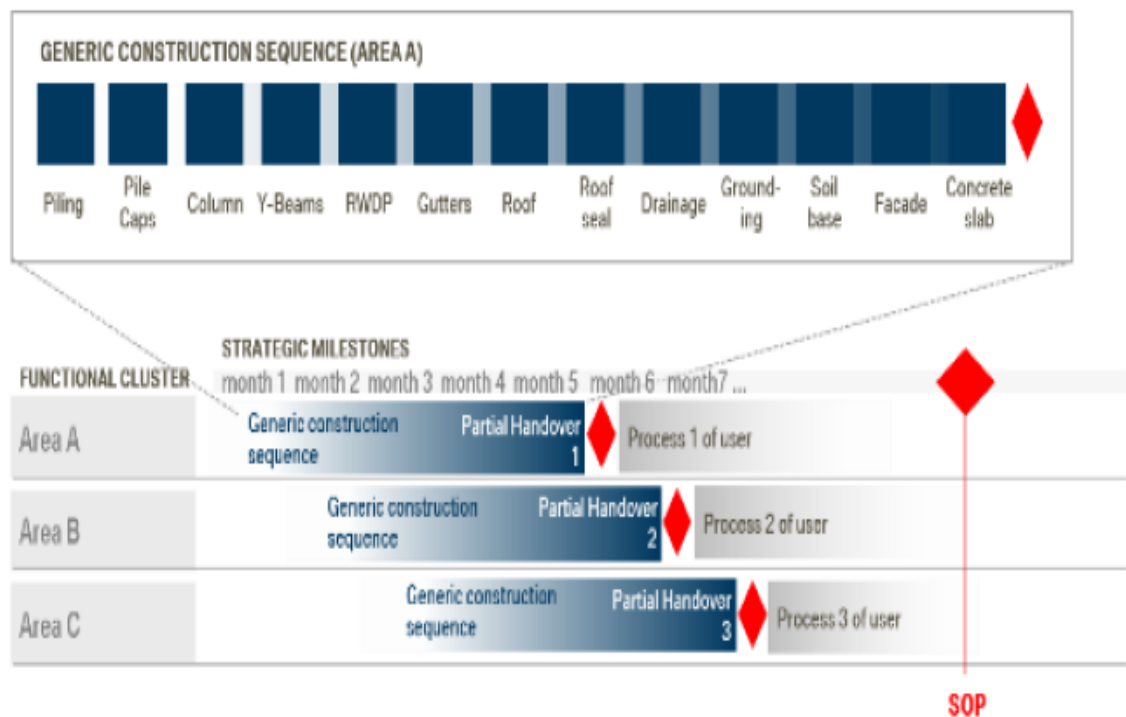 GENERIC CONSTRUCTION SEQUENCE (AREA A)
Piling
Pile
Caps
Column
Y-Beams
RWDP
Gutters
Roof
Roof
seal
Drainage
Ground-
ing
Soil
base
Facade
Concrete
slab
STRATEGIC MILESTONES
FUNCTIONAL CLUSTER
month 1 month 2 month 3 month 4 month 5 month 6 month7 ...
Area A
Generic construction
sequence
Partial Handover
1
Process 1 of user
Area B
Generic construction
sequence
Partial Handover
2
Process 2 of user
Area C
Generic construction
sequence
Partial Handover
3
Process 3 of user
SOP